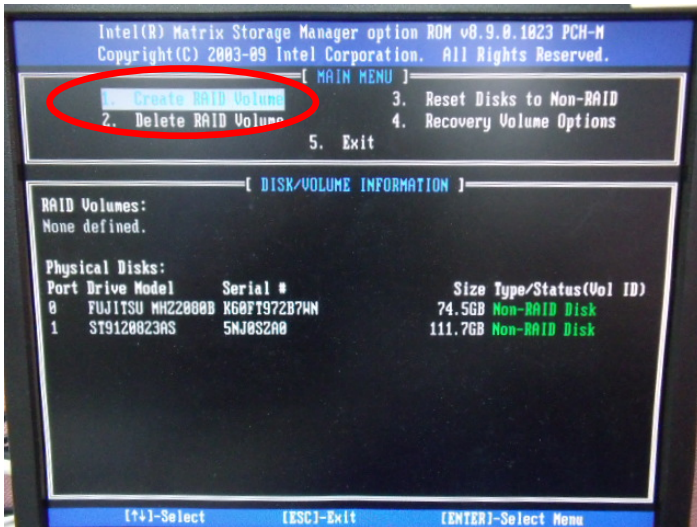 Intel(R) Matrix Storage Manager option ROM v8.9.0.1023 PCH-M
Copyright(C) 2003-09 Intel Corporation. All Rights Reserved.
[ MAIN MENU ]
1. Create RAID Volume 3. Reset Disks to Non-RAID
2. Delete RAID Volume 4. Recovery Volume Options
5. Exit
[ DISK/VOLUME INFORMATION ]
RAID Volumes:
None defined.
Physical Disks:
Port Drive Model Serial # Size Type/Status(Vol ID)
0 FUJITSU MHZ2080B K60FT972B7WN 74.5GB Non-RAID Disk
1 ST9120823AS 5NJ0SZA0 111.7GB Non-RAID Disk
[↑↓]-Select [ESC]-Exit [ENTER]-Select Menu